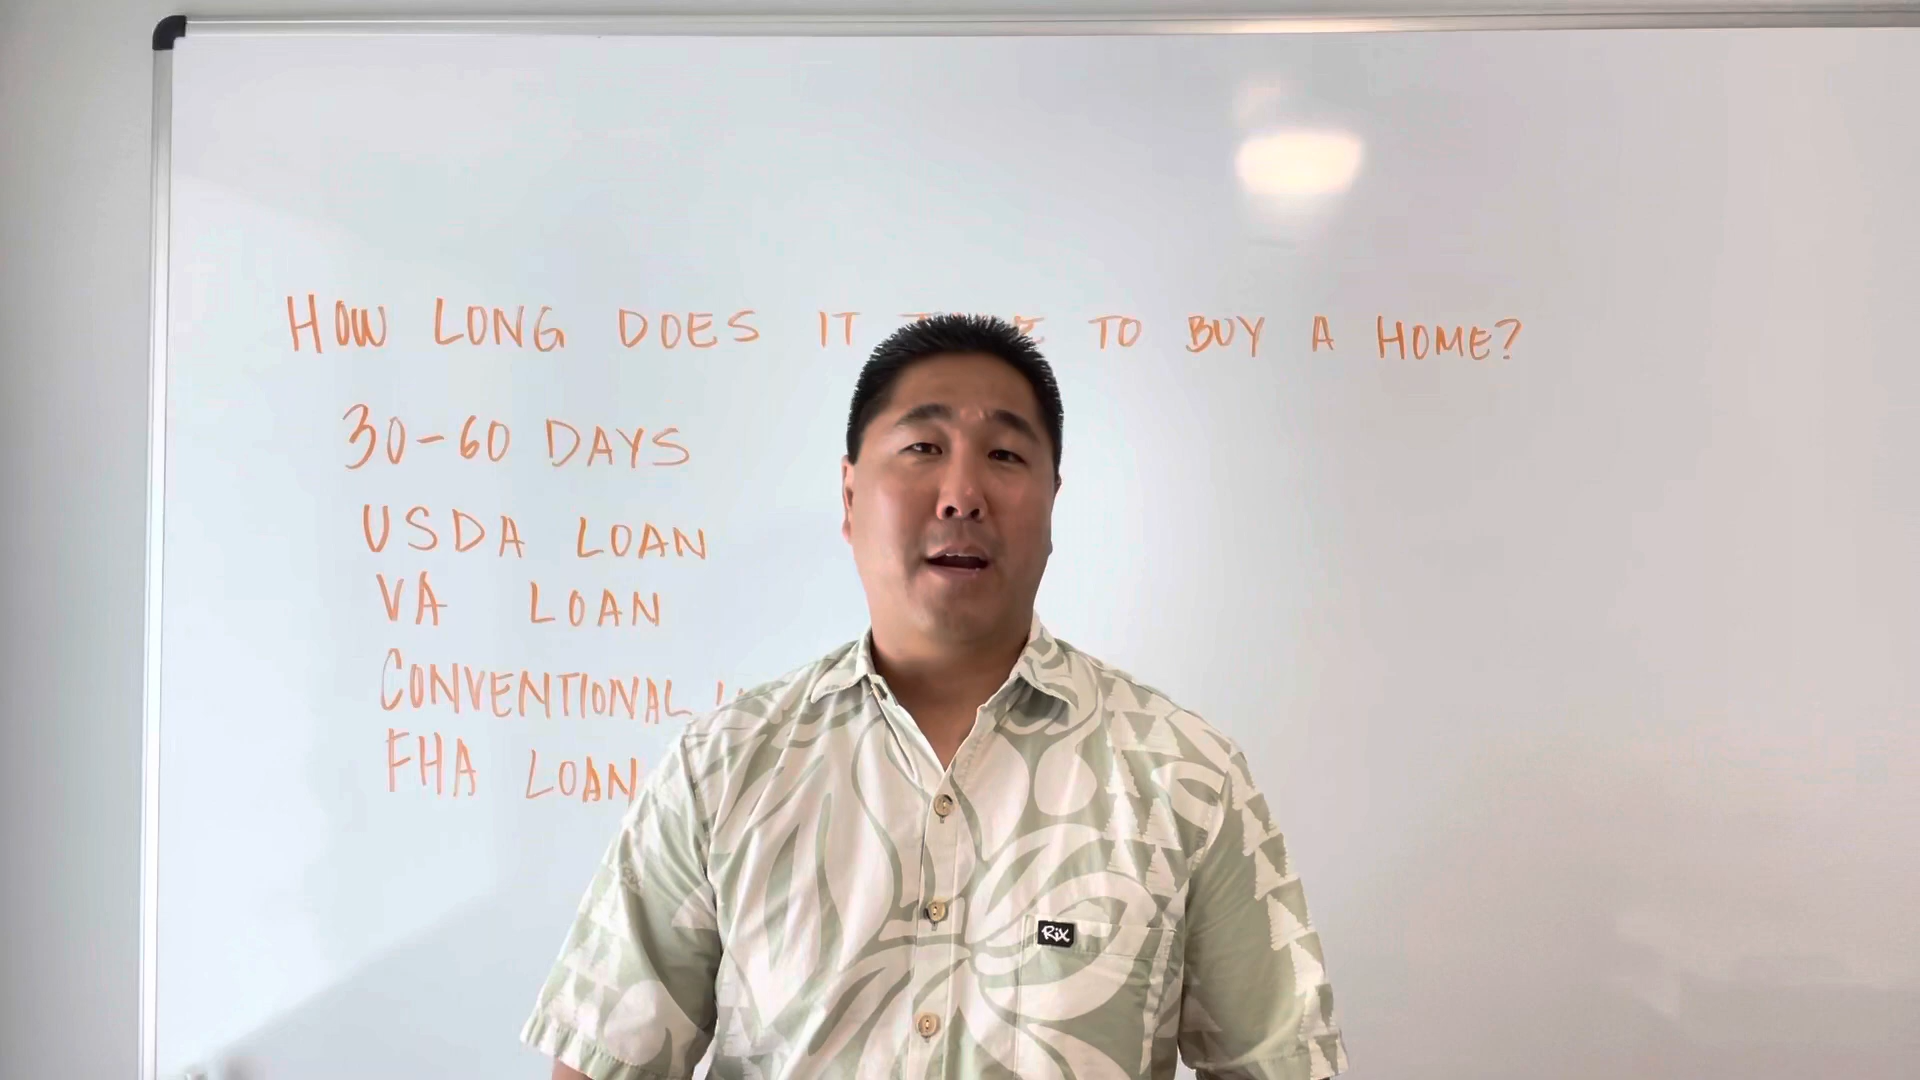 HOW LONG DOES IT TO BUY A HOME?
30-60 DAYS
USDA LOAN
VA LOAN
CONVENTIONAL
FHA LOAN
RIX